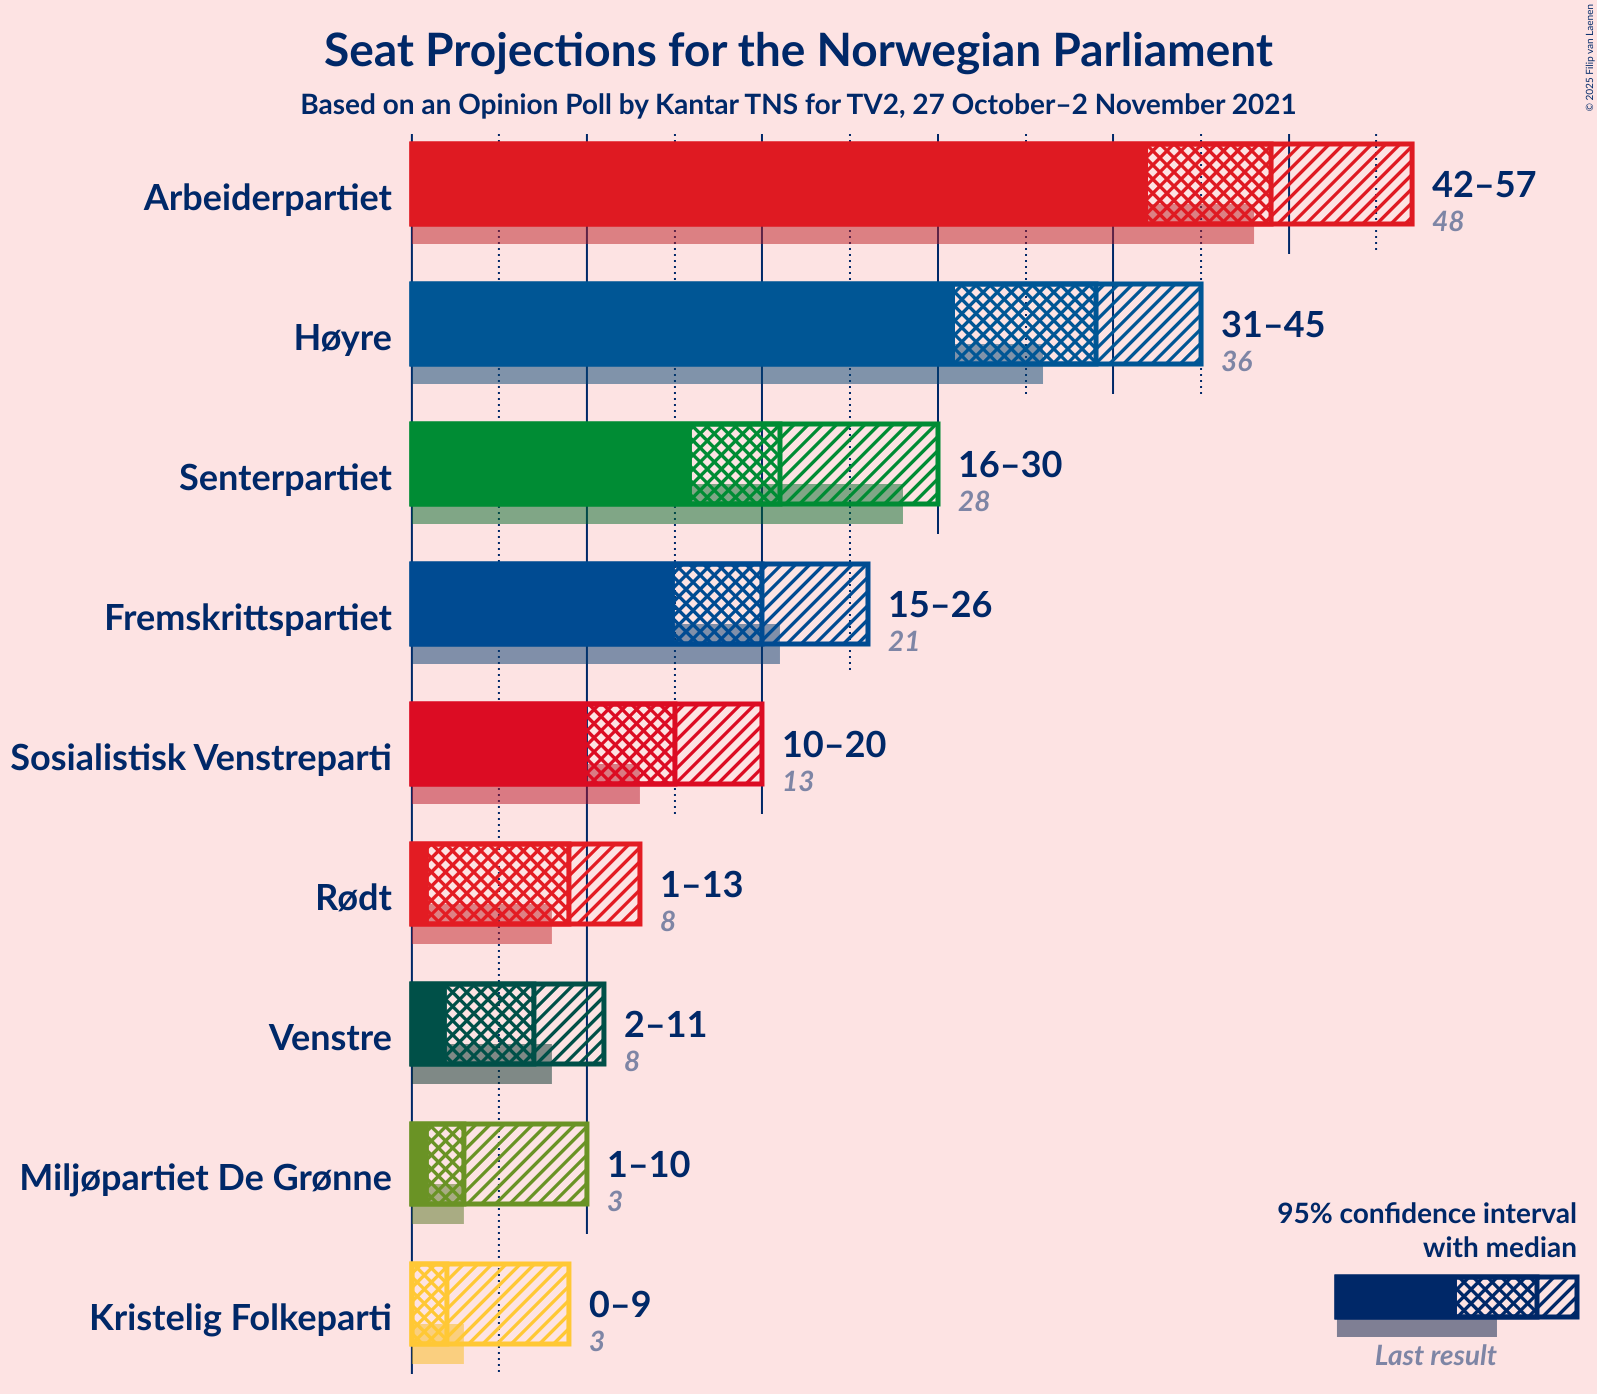 Seat Projections for the Norwegian Parliament
Based on an Opinion Poll by Kantar TNS for TV2, 27 October–2 November 2021
© 2025 Filip van Laenen
Arbeiderpartiet
42–57
48
Høyre
31–45
36
Senterpartiet
16–30
28
Fremskrittspartiet
15–26
21
Sosialistisk Venstreparti
10–20
13
Rødt
1–13
8
Venstre
2–11
8
Miljøpartiet De Grønne
1–10
3
Kristelig Folkeparti
0–9
3
95% confidence interval
with median
Last result